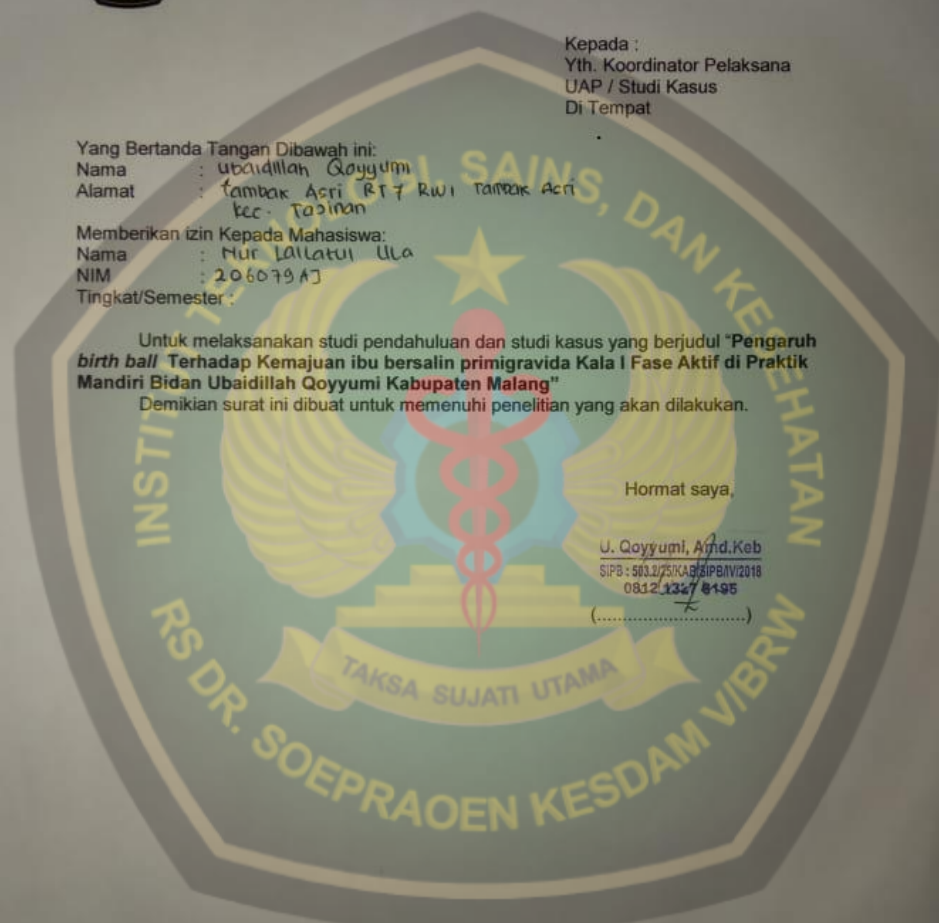 Kepada :
Yth. Koordinator Pelaksana
UAP / Studi Kasus
Di Tempat
Yang Bertanda Tangan Dibawah ini:
Nama : Ubaidillah Qoyyumi
Alamat : Tambak Asri RT 7 RW 1 Tambak Asri
kec. Tajinan
Memberikan izin Kepada Mahasiswa:
Nama : Nur Lailatul Ula
NIM : 206079AJ
Tingkat/Semester :
Untuk melaksanakan studi pendahuluan dan studi kasus yang berjudul "Pengaruh
birth ball Terhadap Kemajuan ibu bersalin primigravida Kala I Fase Aktif di Praktik
Mandiri Bidan Ubaidillah Qoyyumi Kabupaten Malang"
Demikian surat ini dibuat untuk memenuhi penelitian yang akan dilakukan.
Hormat saya,
U. Qoyyumi, Amd.Keb
SIPB : 503.2/75/KAB/SIPB/IV/2018
0812 1327 6195
(............................)
INSTITUT TEKNOLOGI, SAINS, DAN KESEHATAN
TAKSA SUJATI UTAMA
RS DR. SOEPRAOEN KESDAM V/BRW